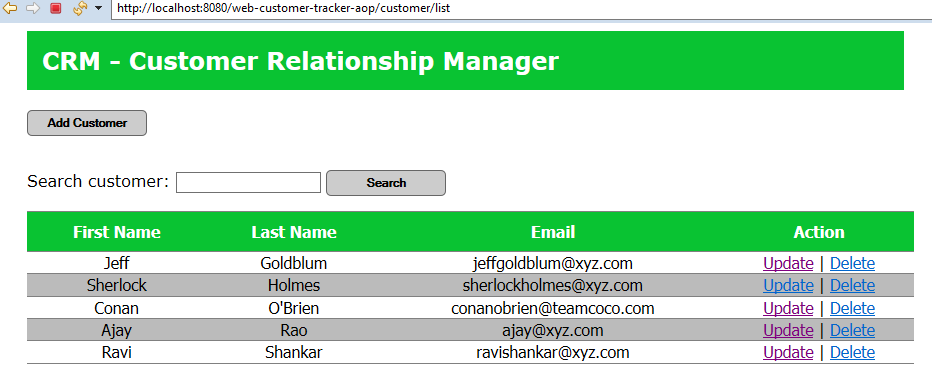 http://localhost:8080/web-customer-tracker-aop/customer/list
CRM - Customer Relationship Manager
Add Customer
Search customer: Search
First Name Last Name Email Action
Jeff Goldblum jeffgoldblum@xyz.com Update | Delete
Sherlock Holmes sherlockholmes@xyz.com Update | Delete
Conan O'Brien conanobrien@teamcoco.com Update | Delete
Ajay Rao ajay@xyz.com Update | Delete
Ravi Shankar ravishankar@xyz.com Update | Delete